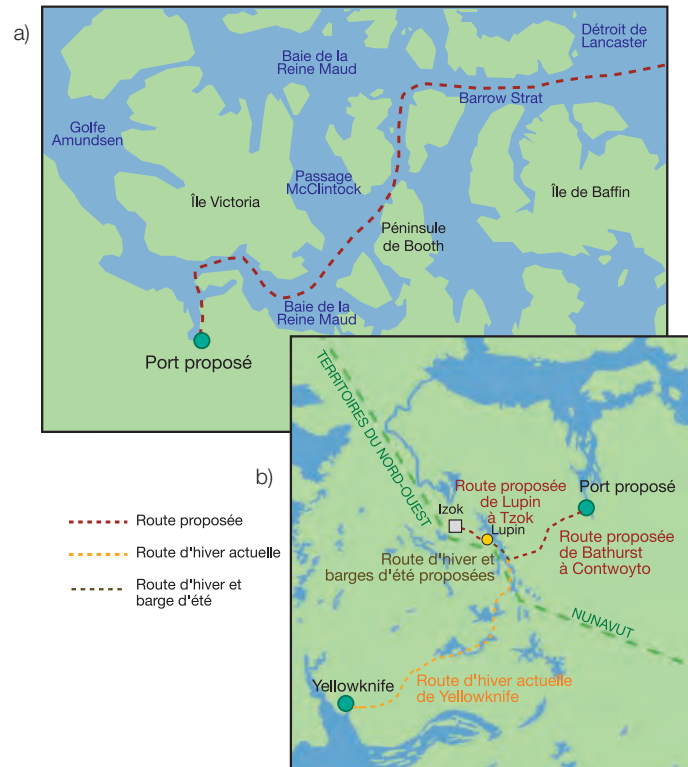 a)
Détroit de
Lancaster
Baie de la
Reine Maud
Barrow Strat
Golfe
Amundsen
Passage
McClintock
Île Victoria
Île de Baffin
Péninsule
de Booth
Baie de la
Reine Maud
Port proposé
b)
TERRITOIRES DU NORD-OUEST
Route proposée
de Lupin
à Tzok
Port proposé
Izok
Lupin
Route proposée
de Bathurst
à Contwoyto
Route d'hiver et
barges d'été proposées
NUNAVUT
Route d'hiver actuelle
de Yellowknife
Yellowknife
Route proposée
Route d'hiver actuelle
Route d'hiver et
barge d'été